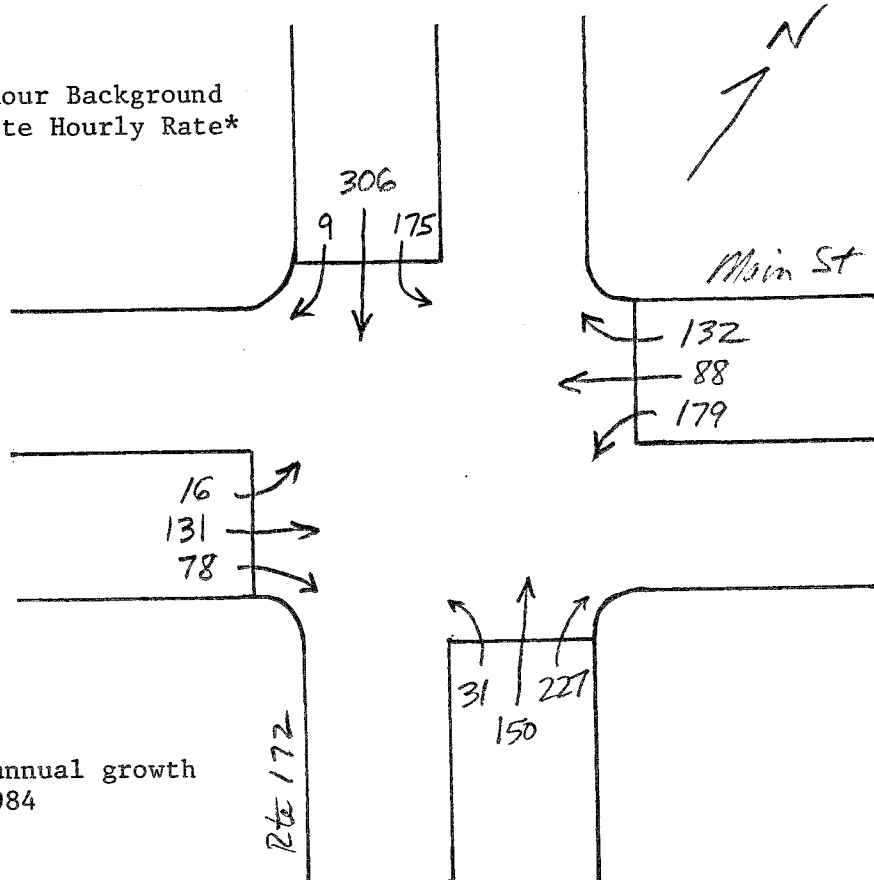 N
our Background
te Hourly Rate*
306
9 175
Main St
132
88
179
16
131
78
31 227
150
Rte 172
annual growth
984